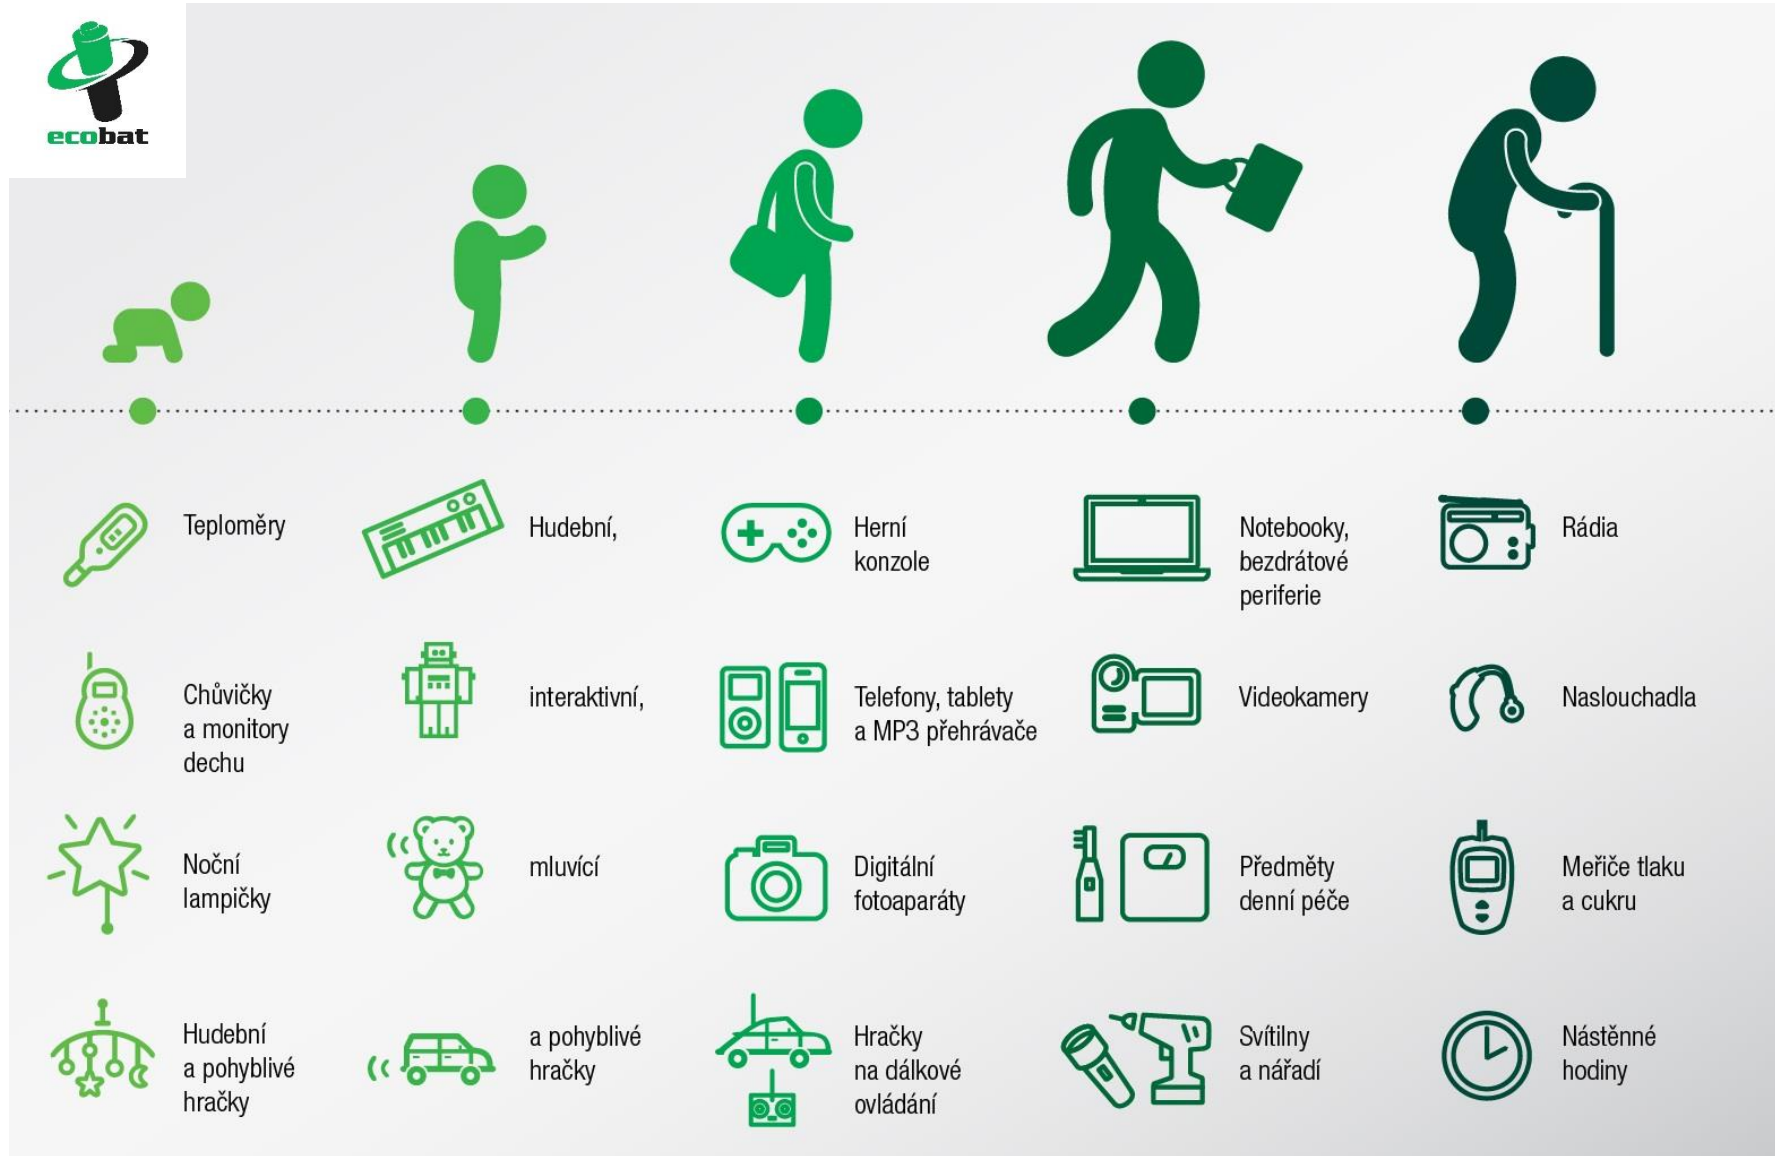 ecobat
Teploměry
Chůvičky
a monitory
dechu
Noční
lampičky
Hudební
a pohyblivé
hračky
Hudební,
interaktivní,
mluvící
a pohyblivé
hračky
Herní
konzole
Telefony, tablety
a MP3 přehrávače
Digitální
fotoaparáty
Hračky
na dálkové
ovládání
Notebooky,
bezdrátové
periferie
Videokamery
Předměty
denní péče
Svítilny
a nářadí
Rádia
Naslouchadla
Meřiče tlaku
a cukru
Nástěnné
hodiny